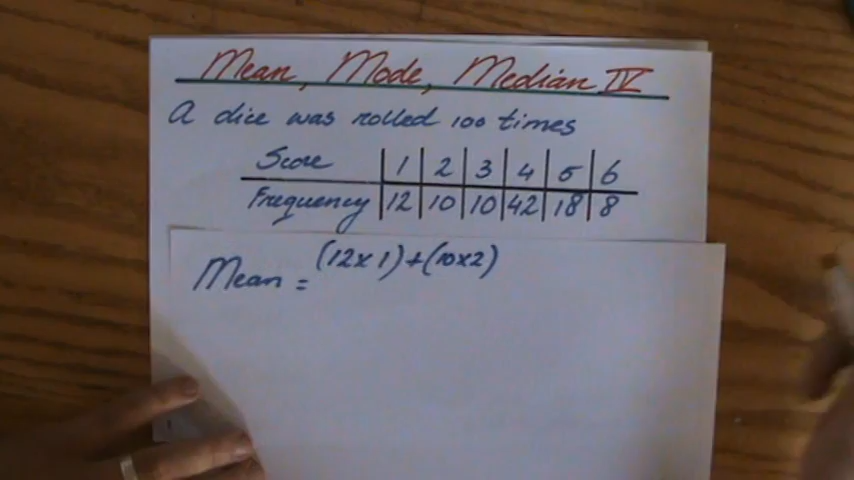 Mean, Mode, Median IV
A dice was rolled 100 times
Score 1 2 3 4 5 6
Frequency 12 10 10 42 18 8
Mean = (12x1)+(10x2)